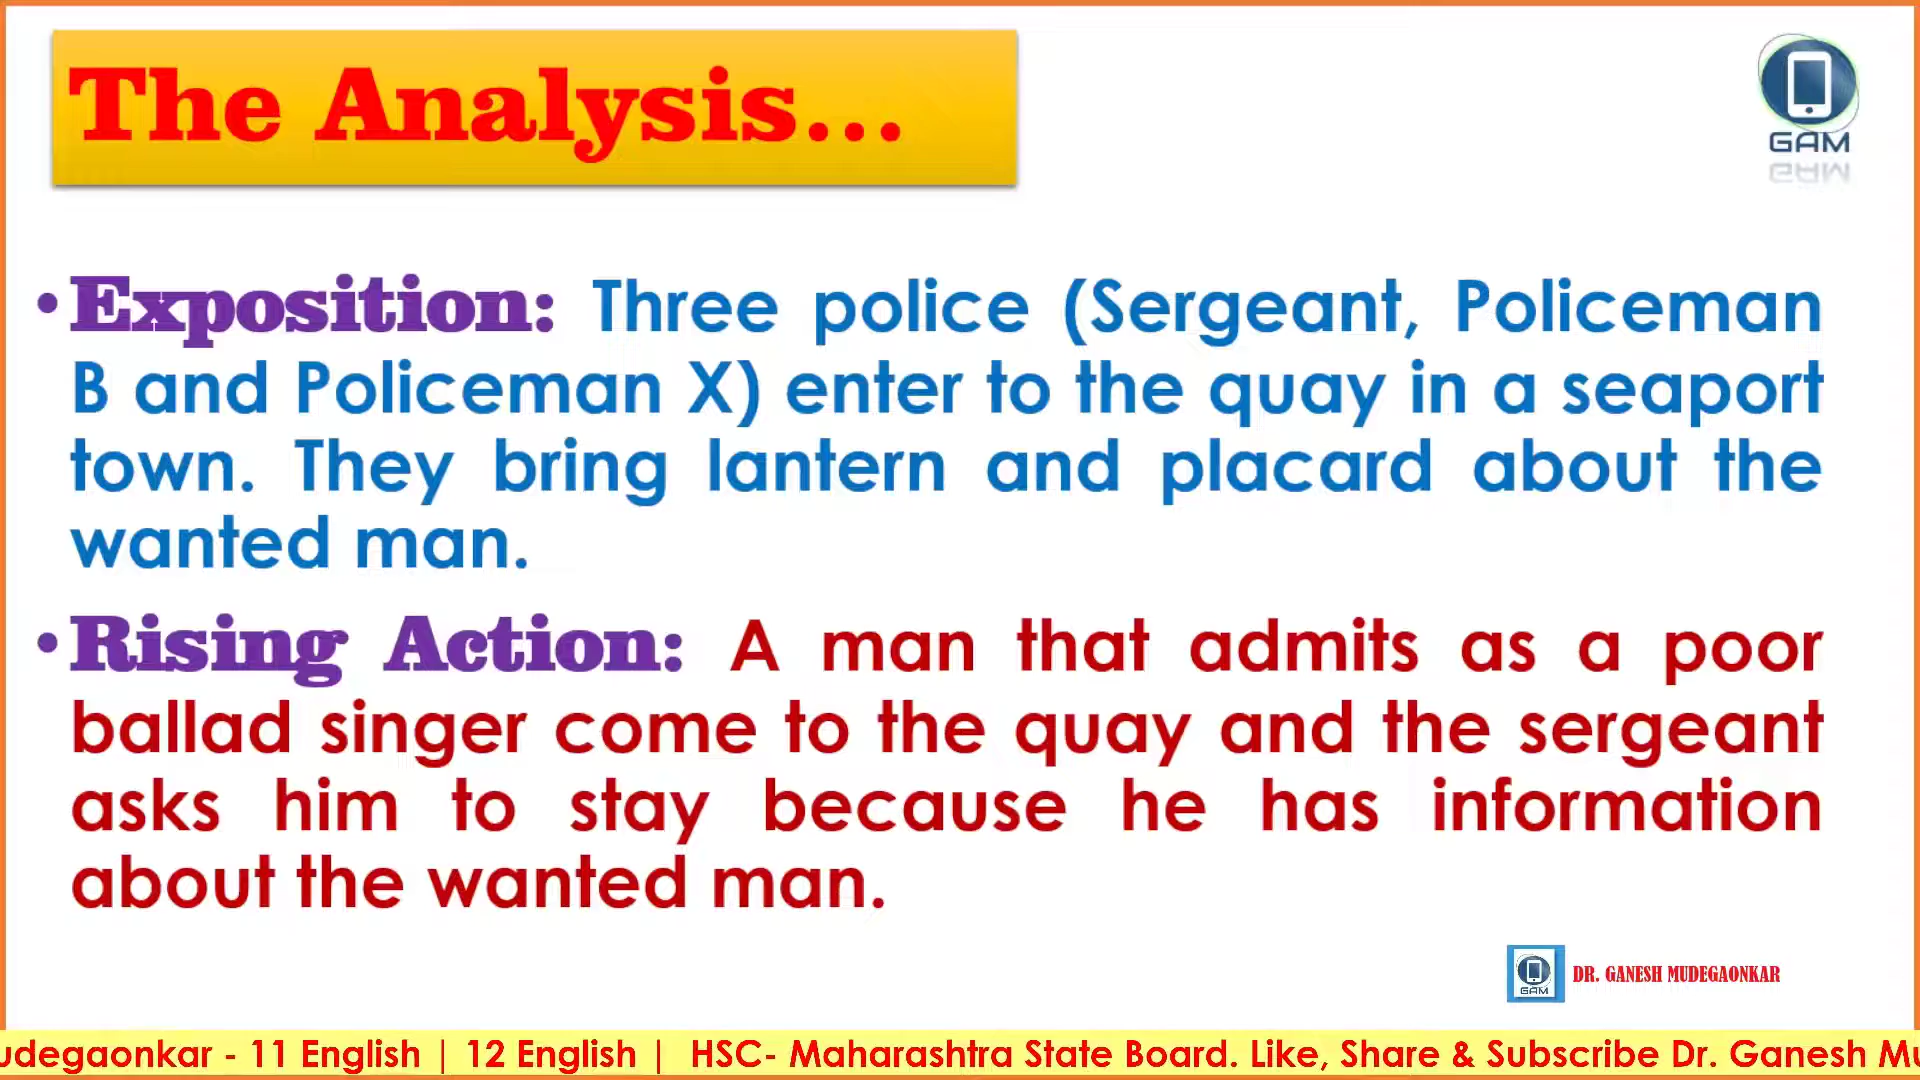 The Analysis...
GAM
• Exposition: Three police (Sergeant, Policeman
B and Policeman X) enter to the quay in a seaport
town. They bring lantern and placard about the
wanted man.
• Rising Action: A man that admits as a poor
ballad singer come to the quay and the sergeant
asks him to stay because he has information
about the wanted man.
GAM
DR. GANESH MUDEGAONKAR
udegaonkar - 11 English | 12 English | HSC- Maharashtra State Board. Like, Share & Subscribe Dr. Ganesh Mu